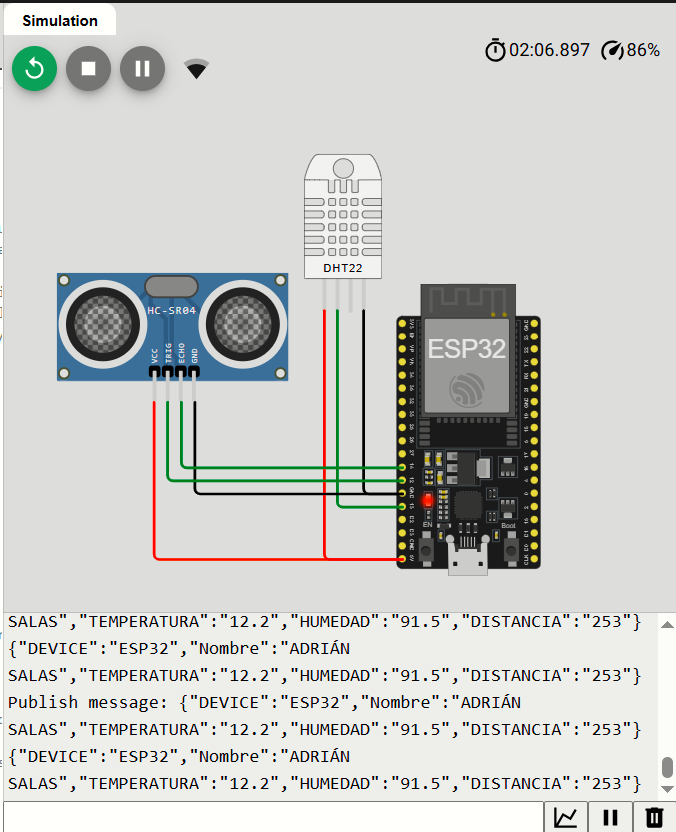 Simulation
02:06.897
86%
DHT22
HC-SR04
VCC
TRIG
ECHO
GND
ESP32
EN
Boot
SALAS","TEMPERATURA":"12.2","HUMEDAD":"91.5","DISTANCIA":"253"}
{"DEVICE":"ESP32","Nombre":"ADRIÁN
SALAS","TEMPERATURA":"12.2","HUMEDAD":"91.5","DISTANCIA":"253"}
Publish message: {"DEVICE":"ESP32","Nombre":"ADRIÁN
SALAS","TEMPERATURA":"12.2","HUMEDAD":"91.5","DISTANCIA":"253"}
{"DEVICE":"ESP32","Nombre":"ADRIÁN
SALAS","TEMPERATURA":"12.2","HUMEDAD":"91.5","DISTANCIA":"253"}